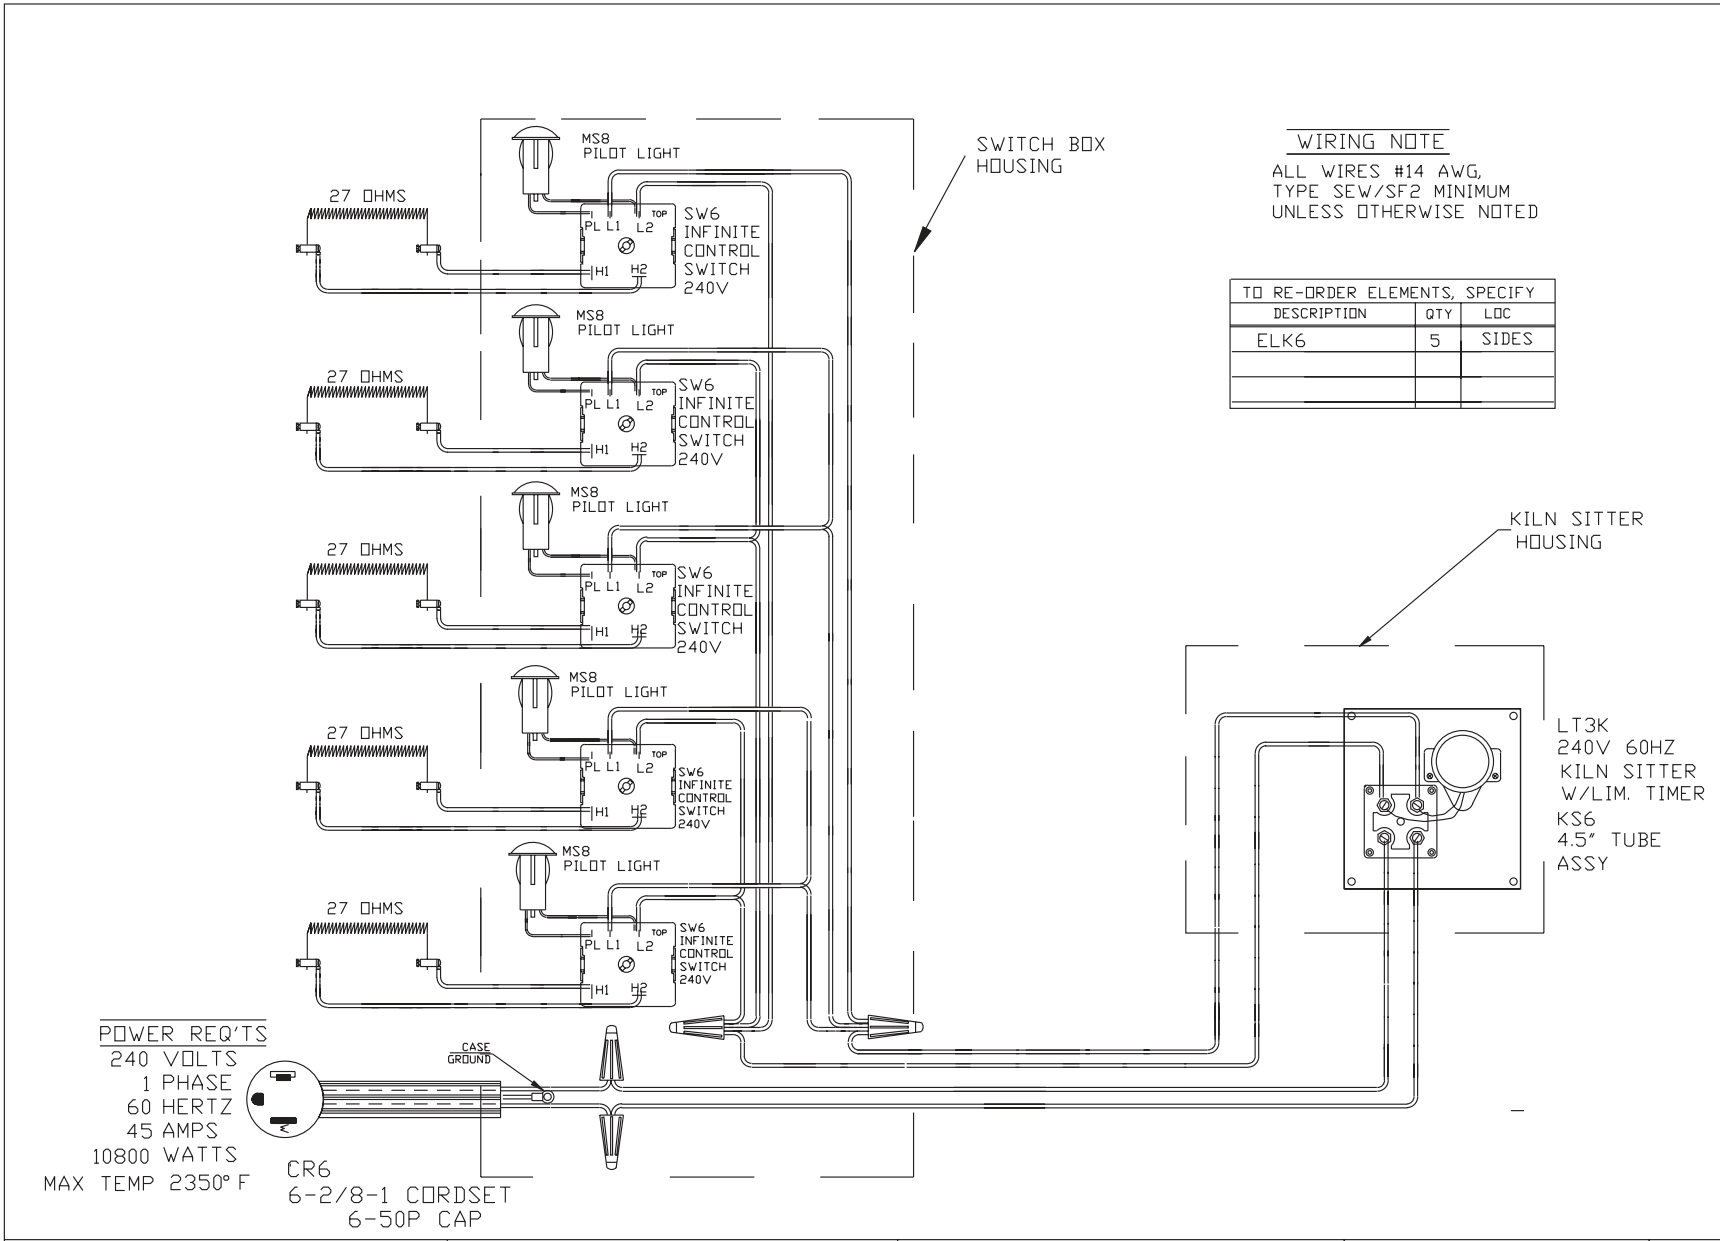 MS8
PILOT LIGHT
27 OHMS
PL L1 L2 TOP
H1 H2
SW6
INFINITE
CONTROL
SWITCH
240V
MS8
PILOT LIGHT
27 OHMS
PL L1 L2 TOP
H1 H2
SW6
INFINITE
CONTROL
SWITCH
240V
MS8
PILOT LIGHT
27 OHMS
PL L1 L2 TOP
H1 H2
SW6
INFINITE
CONTROL
SWITCH
240V
MS8
PILOT LIGHT
27 OHMS
PL L1 L2 TOP
H1 H2
SW6
INFINITE
CONTROL
SWITCH
240V
MS8
PILOT LIGHT
27 OHMS
PL L1 L2 TOP
H1 H2
SW6
INFINITE
CONTROL
SWITCH
240V
SWITCH BOX
HOUSING
WIRING NOTE
ALL WIRES #14 AWG,
TYPE SEW/SF2 MINIMUM
UNLESS OTHERWISE NOTED
TO RE-ORDER ELEMENTS, SPECIFY
DESCRIPTION QTY LOC
ELK6 5 SIDES
KILN SITTER
HOUSING
LT3K
240V 60HZ
KILN SITTER
W/LIM. TIMER
KS6
4.5" TUBE
ASSY
POWER REQ'TS
240 VOLTS
1 PHASE
60 HERTZ
45 AMPS
10800 WATTS
MAX TEMP 2350° F
CASE
GROUND
W
CR6
6-2/8-1 CORDSET
6-50P CAP